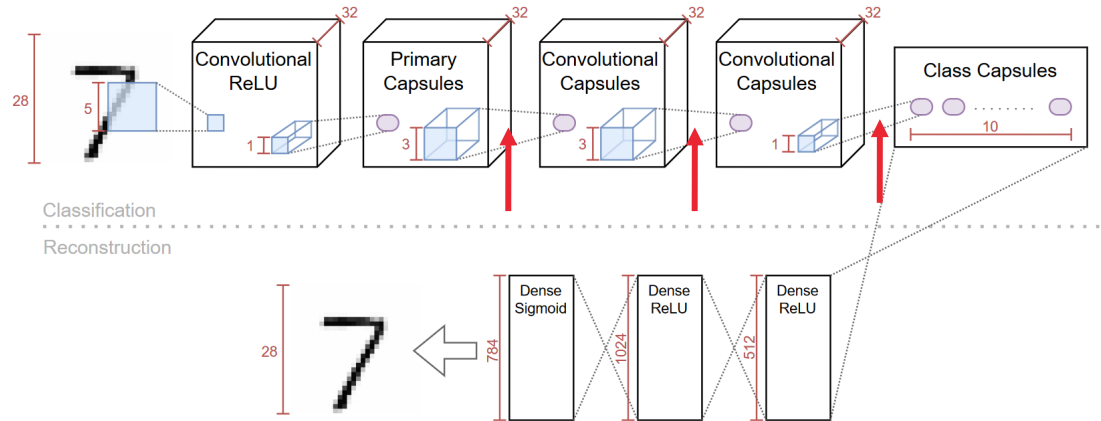 32
32
32
32
Convolutional
ReLU
Primary
Capsules
Convolutional
Capsules
Convolutional
Capsules
Class Capsules
28
5
1
3
3
1
10
Classification
Reconstruction
28
784
Dense
Sigmoid
1024
Dense
ReLU
512
Dense
ReLU